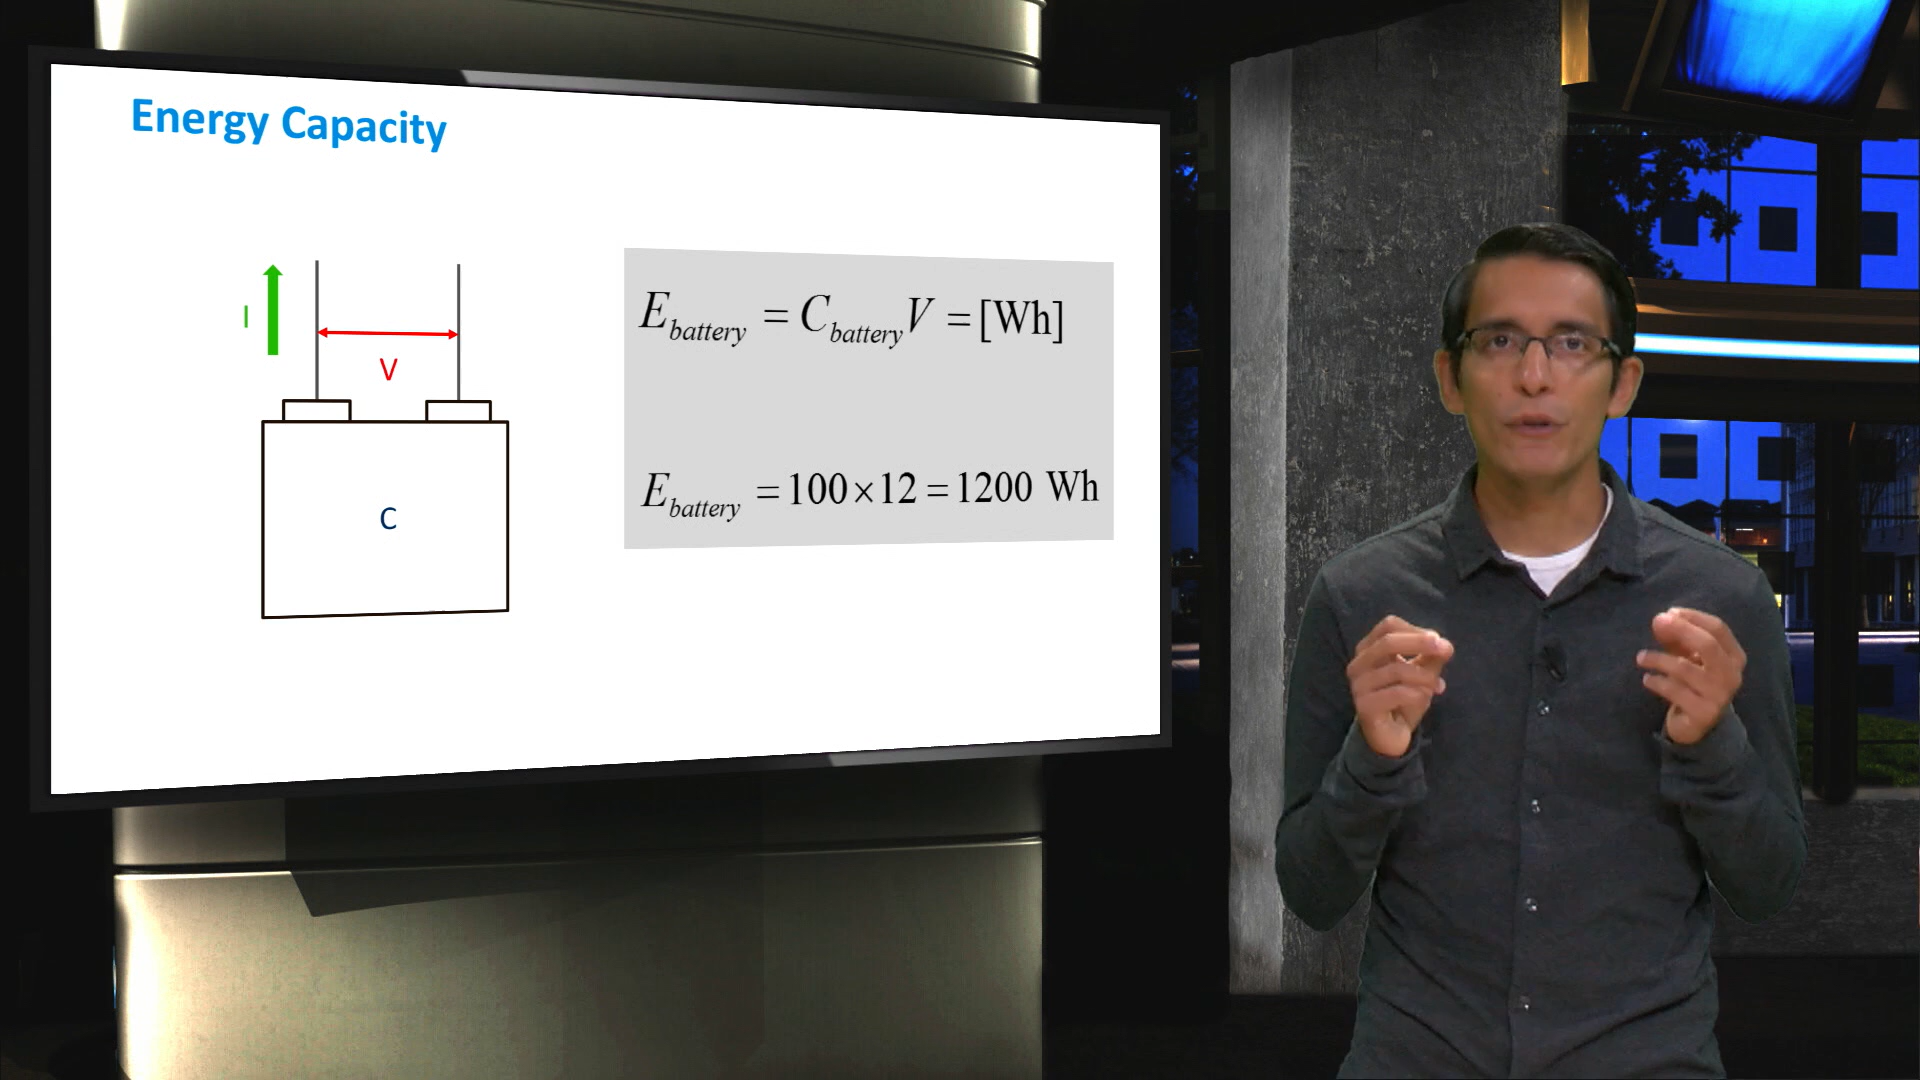 Energy Capacity
I
V
C
E_battery = C_battery V = [Wh]
E_battery = 100 × 12 = 1200 Wh